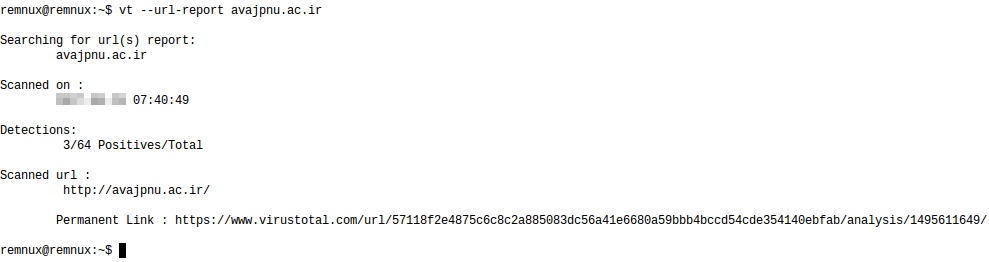 remnux@remnux:~$ vt --url-report avajpnu.ac.ir
Searching for url(s) report:
avajpnu.ac.ir
Scanned on :
07:40:49
Detections:
3/64 Positives/Total
Scanned url :
http://avajpnu.ac.ir/
Permanent Link : https://www.virustotal.com/url/57118f2e4875c6c8c2a885083dc56a41e6680a59bbb4bccd54cde354140ebfab/analysis/1495611649/
remnux@remnux:~$